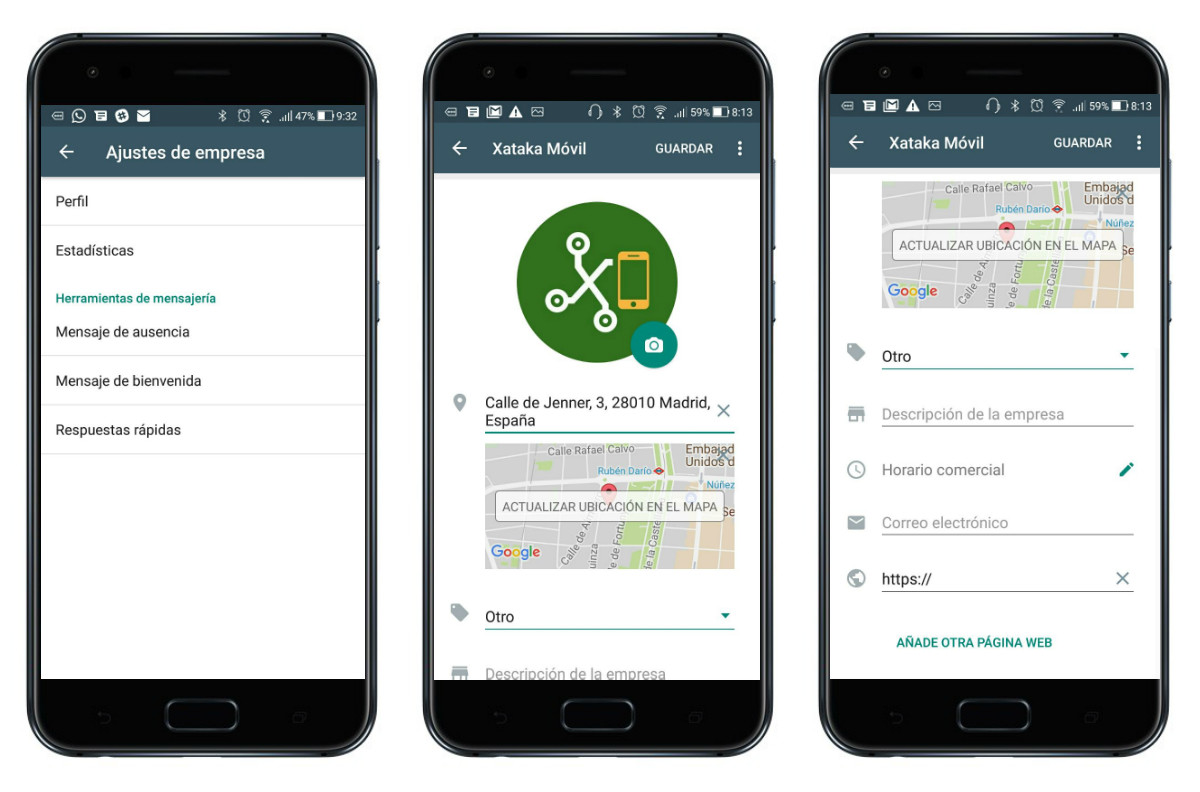 47% 9:32
Ajustes de empresa
Perfil
Estadísticas
Herramientas de mensajería
Mensaje de ausencia
Mensaje de bienvenida
Respuestas rápidas
59% 8:13
Xataka Móvil GUARDAR
Calle de Jenner, 3, 28010 Madrid,
España
Calle Rafael Calvo
Embajad
Unidos d
Rubén Darío
Núñez
ACTUALIZAR UBICACIÓN EN EL MAPA
Se
Google
Calle de A
uinza
e de Fortu
e de la Caste
Otro
Descripción de la empresa
59% 8:13
Xataka Móvil GUARDAR
Calle Rafael Calvo
Embajad
Unidos d
Rubén Darío
Núñez
ACTUALIZAR UBICACIÓN EN EL MAPA
Se
Google
Calle de A
uinza
e de Fortu
e de la Caste
Otro
Descripción de la empresa
Horario comercial
Correo electrónico
https://
AÑADE OTRA PÁGINA WEB